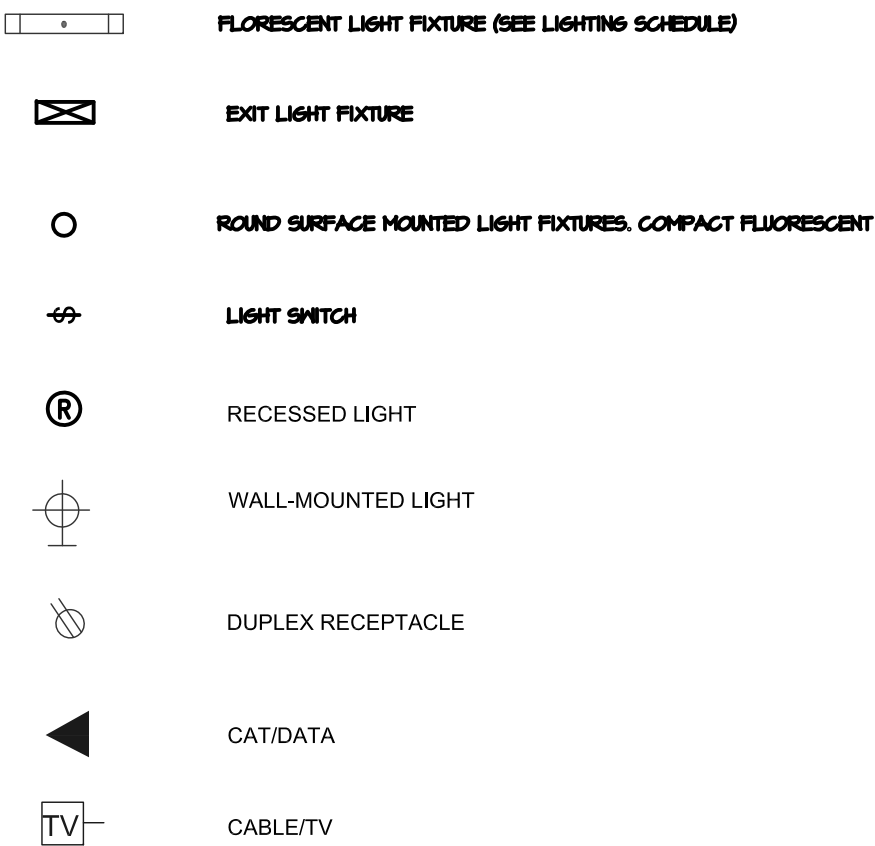 FLORESCENT LIGHT FIXTURE (SEE LIGHTING SCHEDULE)
EXIT LIGHT FIXTURE
ROUND SURFACE MOUNTED LIGHT FIXTURES. COMPACT FLUORESCENT
$ LIGHT SWITCH
® RECESSED LIGHT
WALL-MOUNTED LIGHT
DUPLEX RECEPTACLE
CAT/DATA
TV CABLE/TV